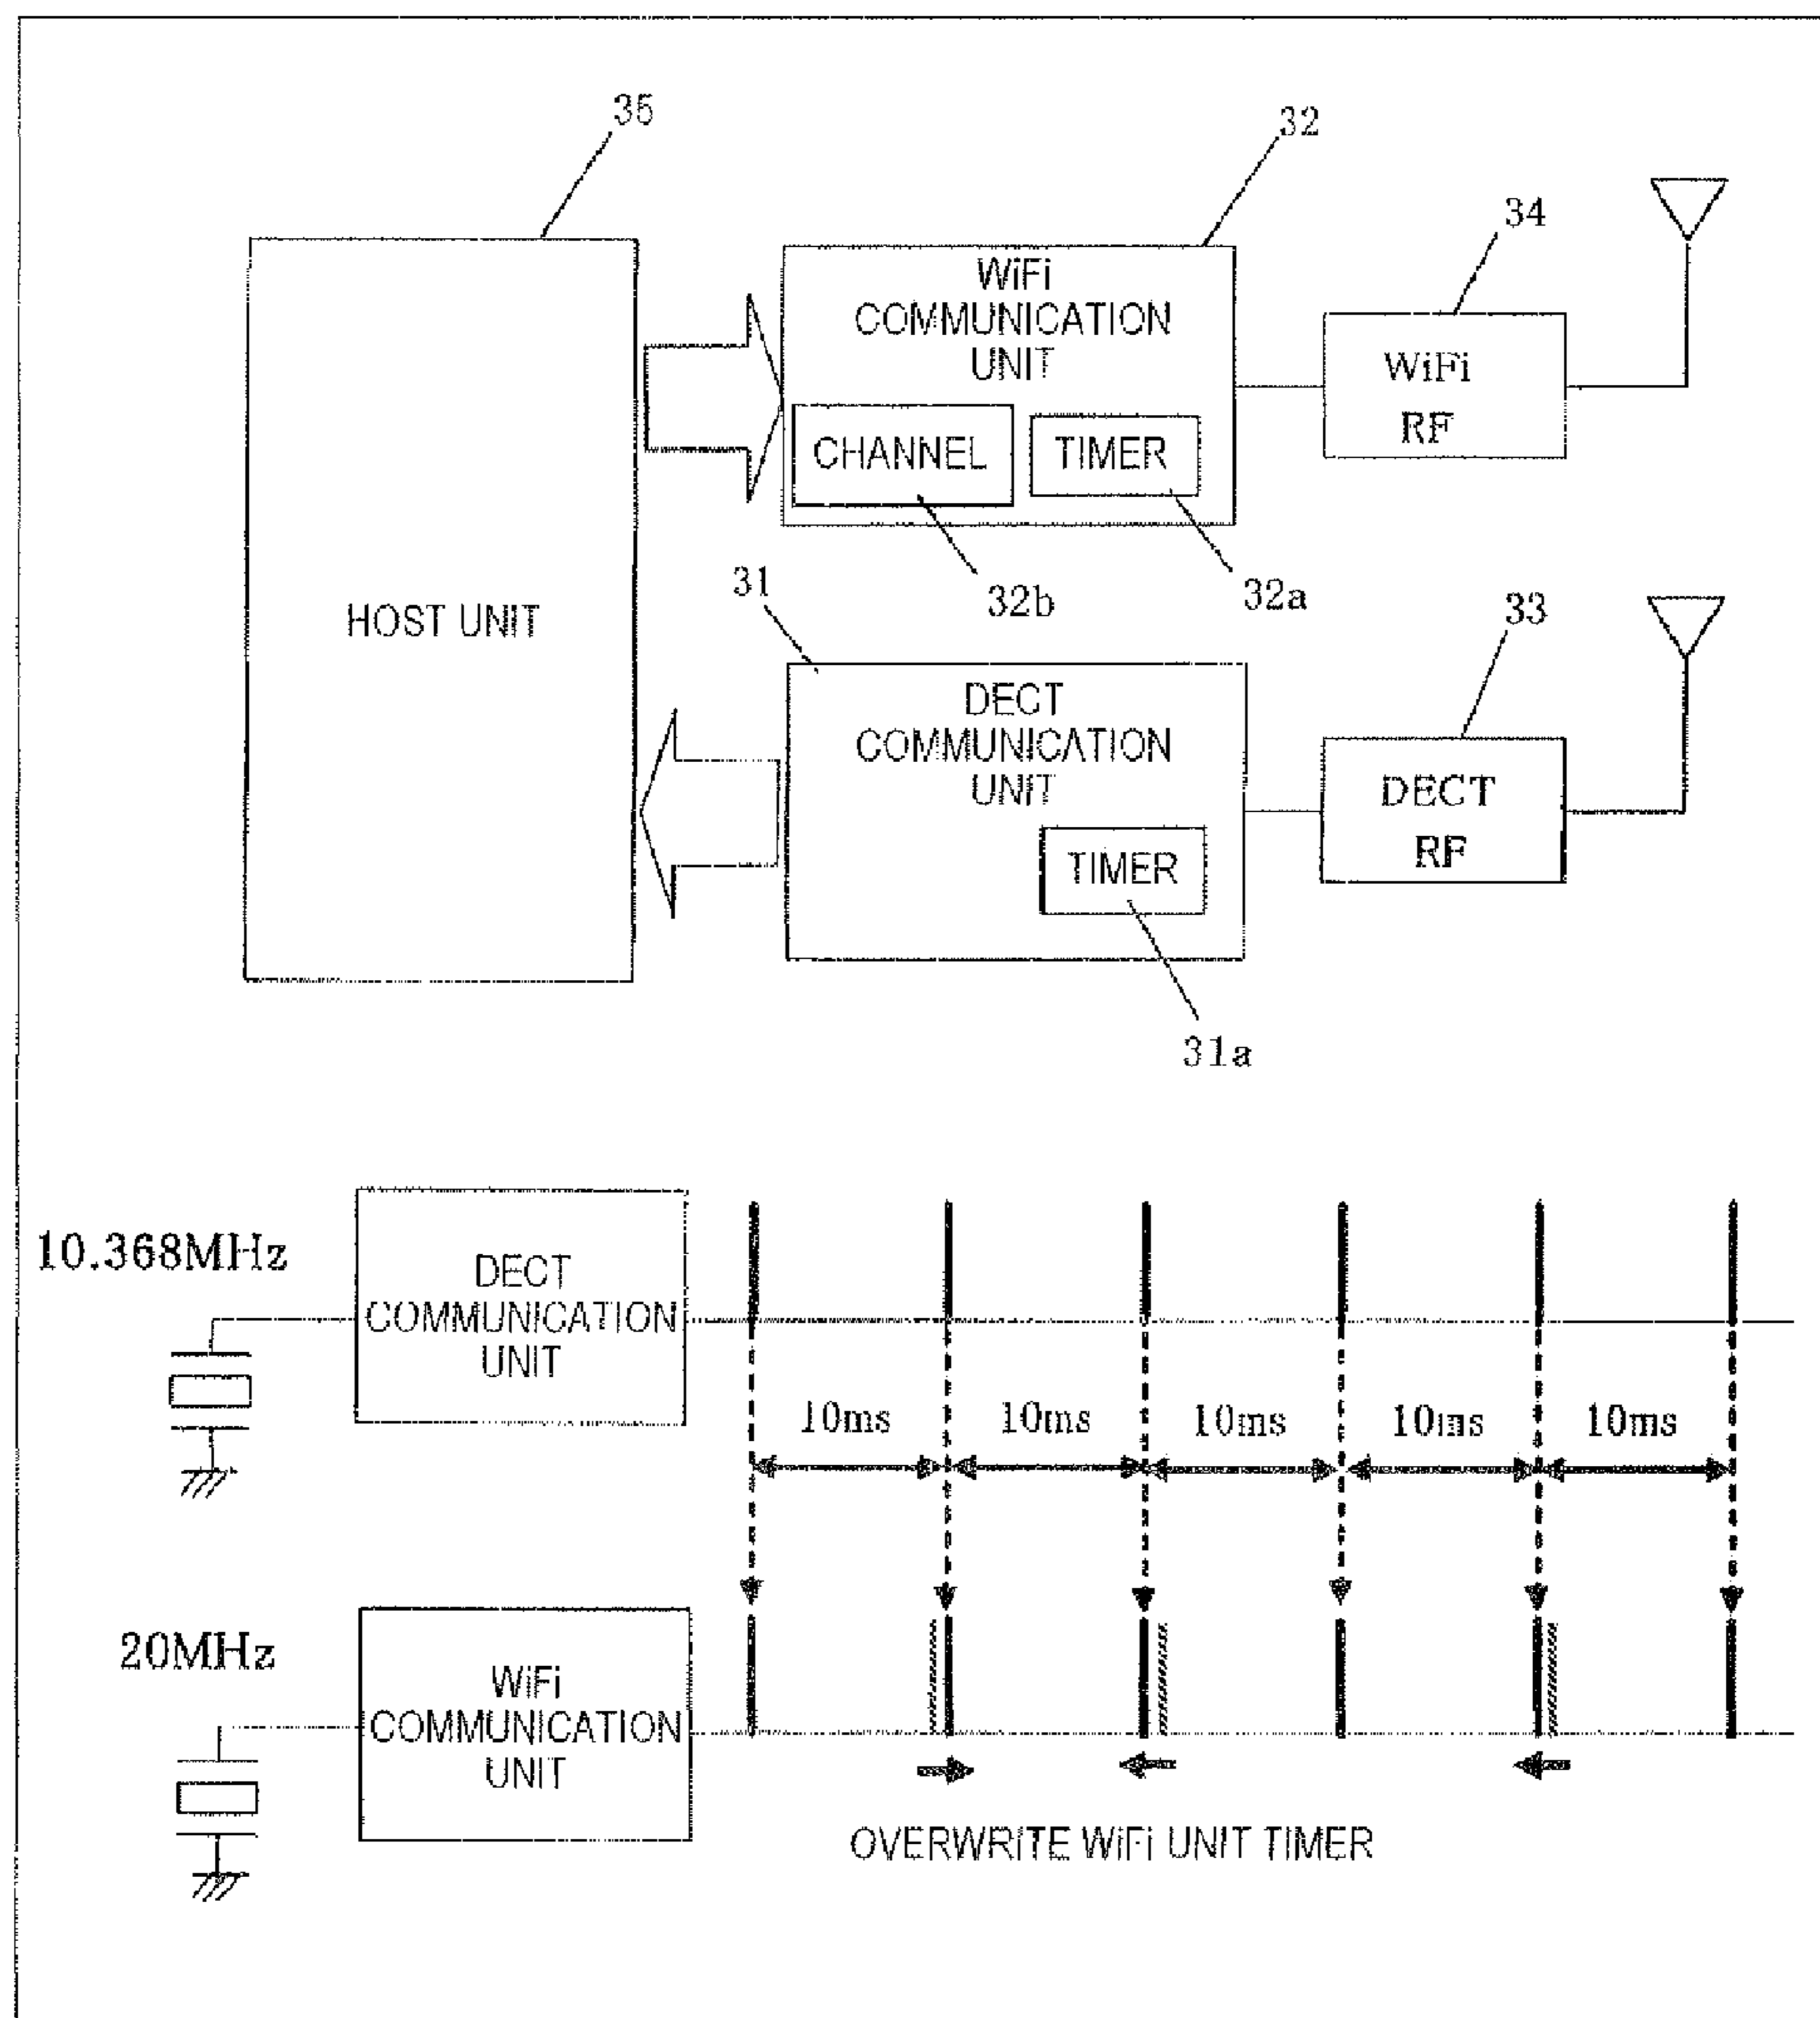 35
32
34
WiFi
COMMUNICATION
UNIT
WiFi
RF
CHANNEL
TIMER
31
32b
32a
33
HOST UNIT
DECT
COMMUNICATION
UNIT
DECT
RF
TIMER
31a
10.368MHz
DECT
COMMUNICATION
UNIT
10ms 10ms 10ms 10ms 10ms
20MHz
WiFi
COMMUNICATION
UNIT
OVERWRITE WiFi UNIT TIMER